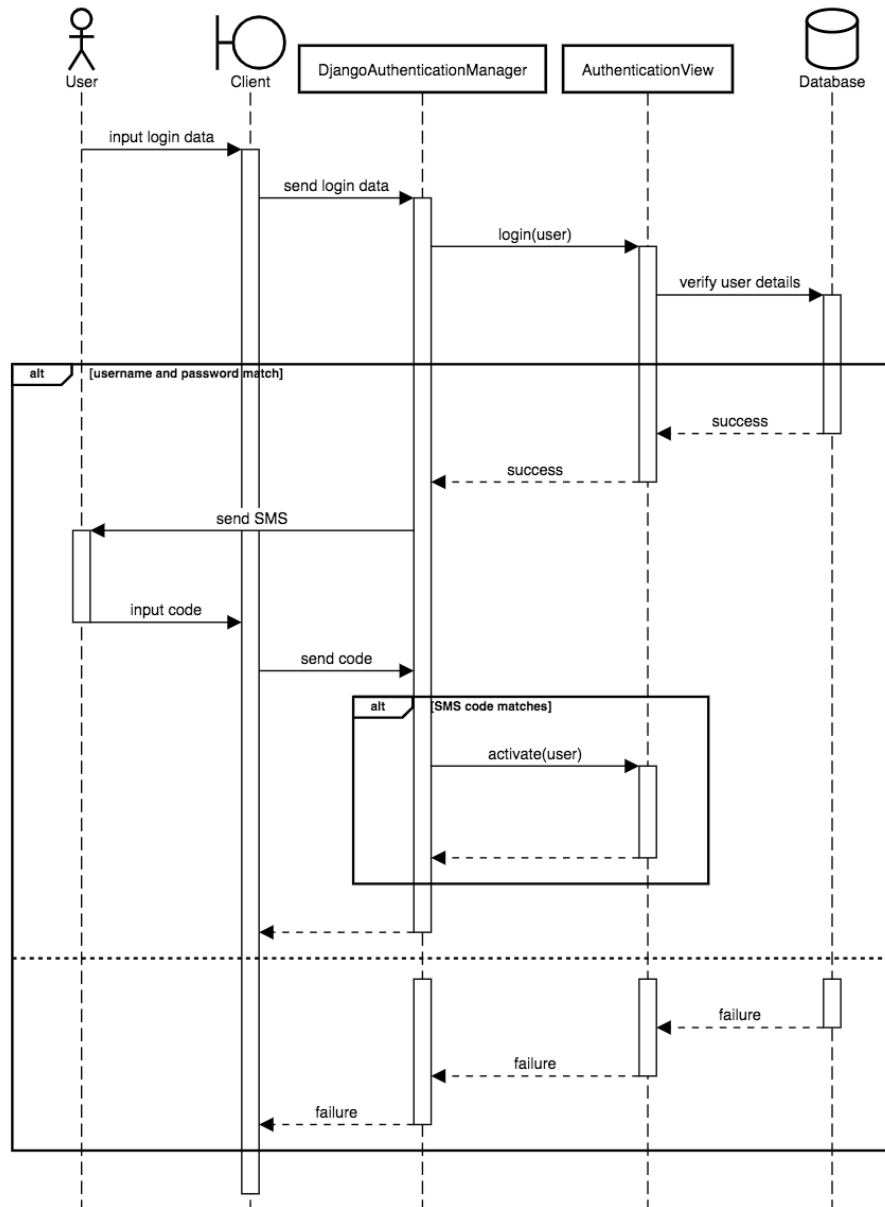 User
Client
DjangoAuthenticationManager
AuthenticationView
Database
input login data
send login data
login(user)
verify user details
alt
[username and password match]
success
success
send SMS
input code
send code
alt
[SMS code matches]
activate(user)
failure
failure
failure